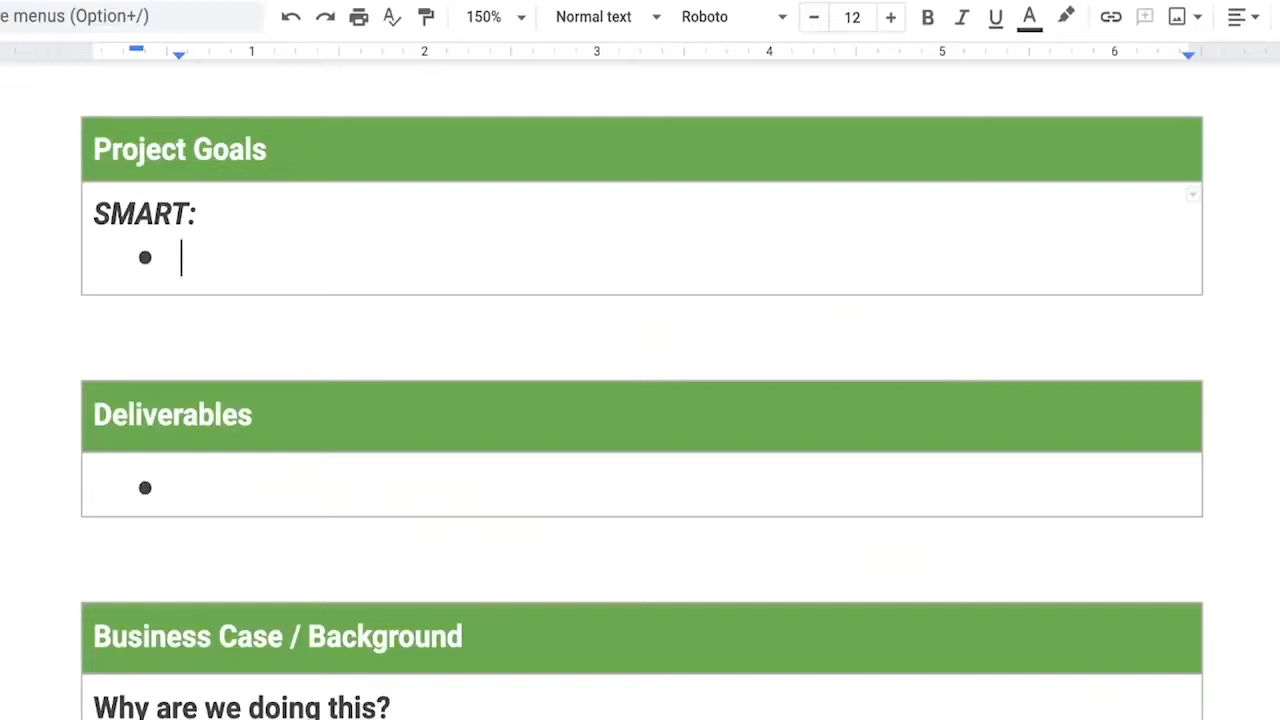 e menus (Option+/)
150%
Normal text
Roboto
− 12 +
B I U A
1 2 3 4 5 6
Project Goals
SMART:
●
Deliverables
●
Business Case / Background
Why are we doing this?